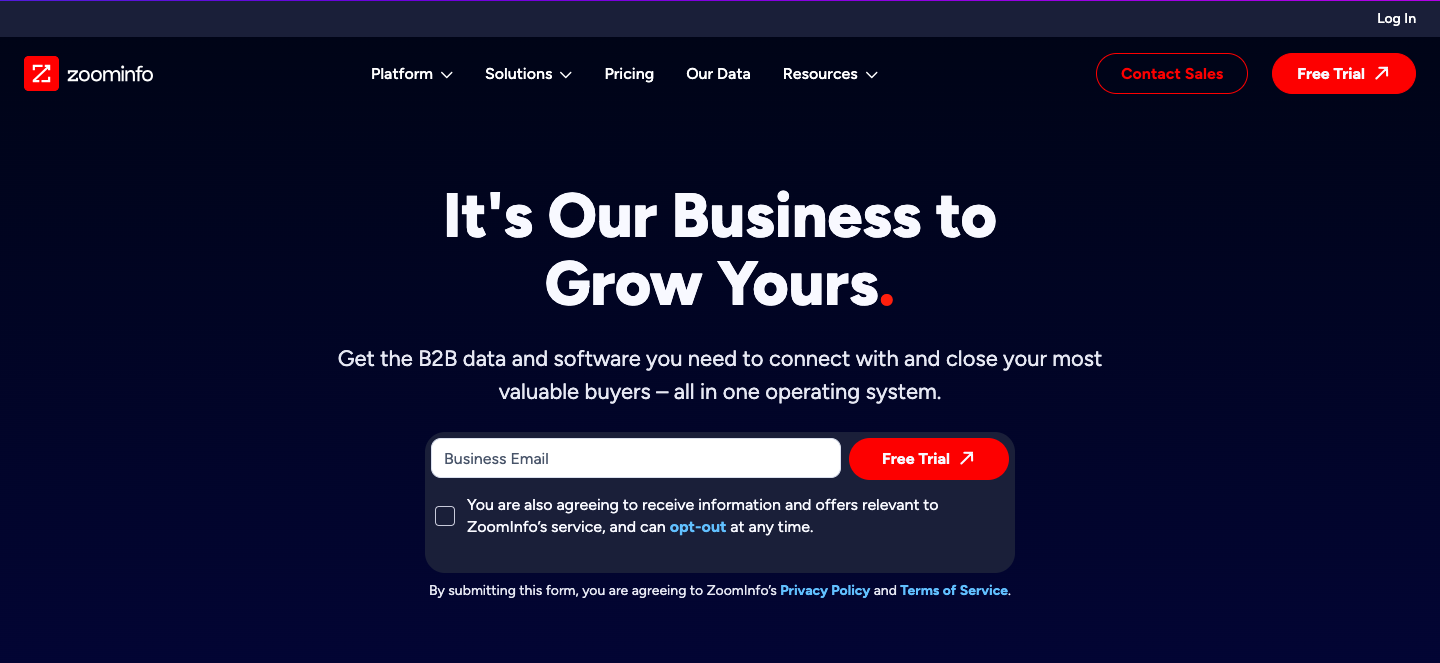 Log In
zoominfo
Platform
Solutions
Pricing
Our Data
Resources
Contact Sales
Free Trial
It's Our Business to
Grow Yours.
Get the B2B data and software you need to connect with and close your most
valuable buyers – all in one operating system.
Business Email
Free Trial
You are also agreeing to receive information and offers relevant to
ZoomInfo’s service, and can opt-out at any time.
By submitting this form, you are agreeing to ZoomInfo’s Privacy Policy and Terms of Service.